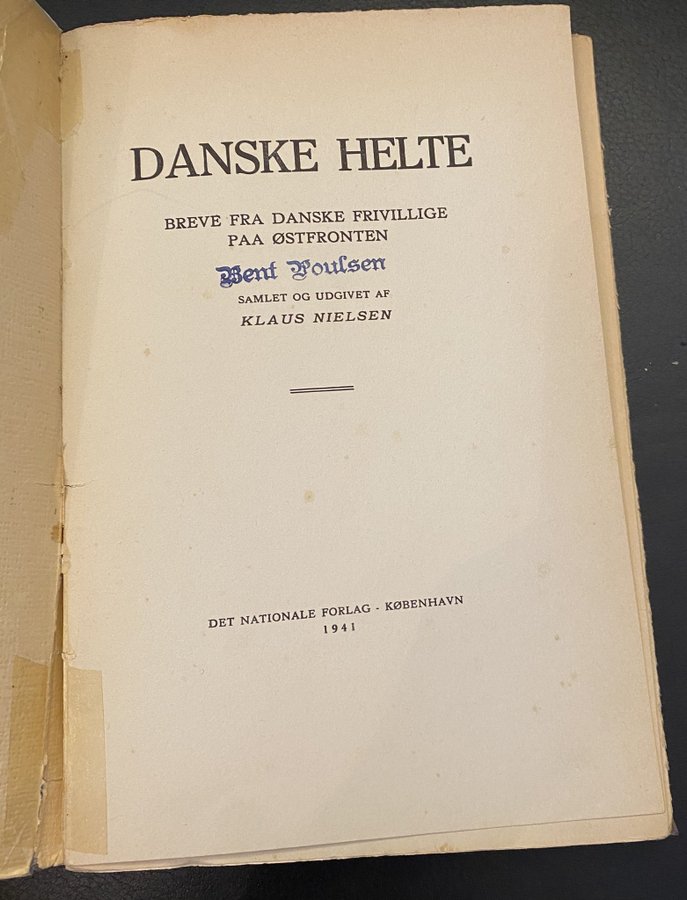 DANSKE HELTE
BREVE FRA DANSKE FRIVILLIGE
PAA ØSTFRONTEN
Bent Poulsen
SAMLET OG UDGIVET AF
KLAUS NIELSEN
DET NATIONALE FORLAG - KØBENHAVN
1941